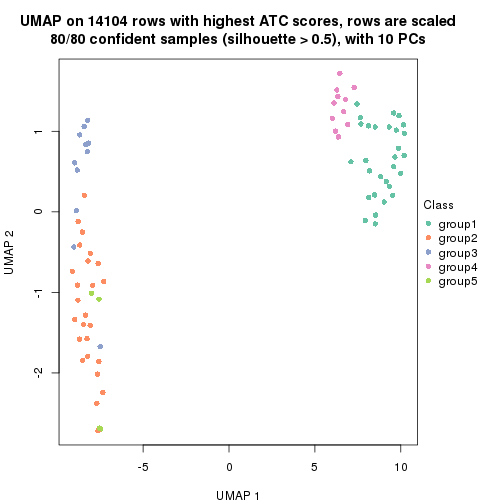 UMAP on 14104 rows with highest ATC scores, rows are scaled
80/80 confident samples (silhouette > 0.5), with 10 PCs
1
0
-1
-2
UMAP 2
-5
0
5
10
UMAP 1
Class
group1
group2
group3
group4
group5